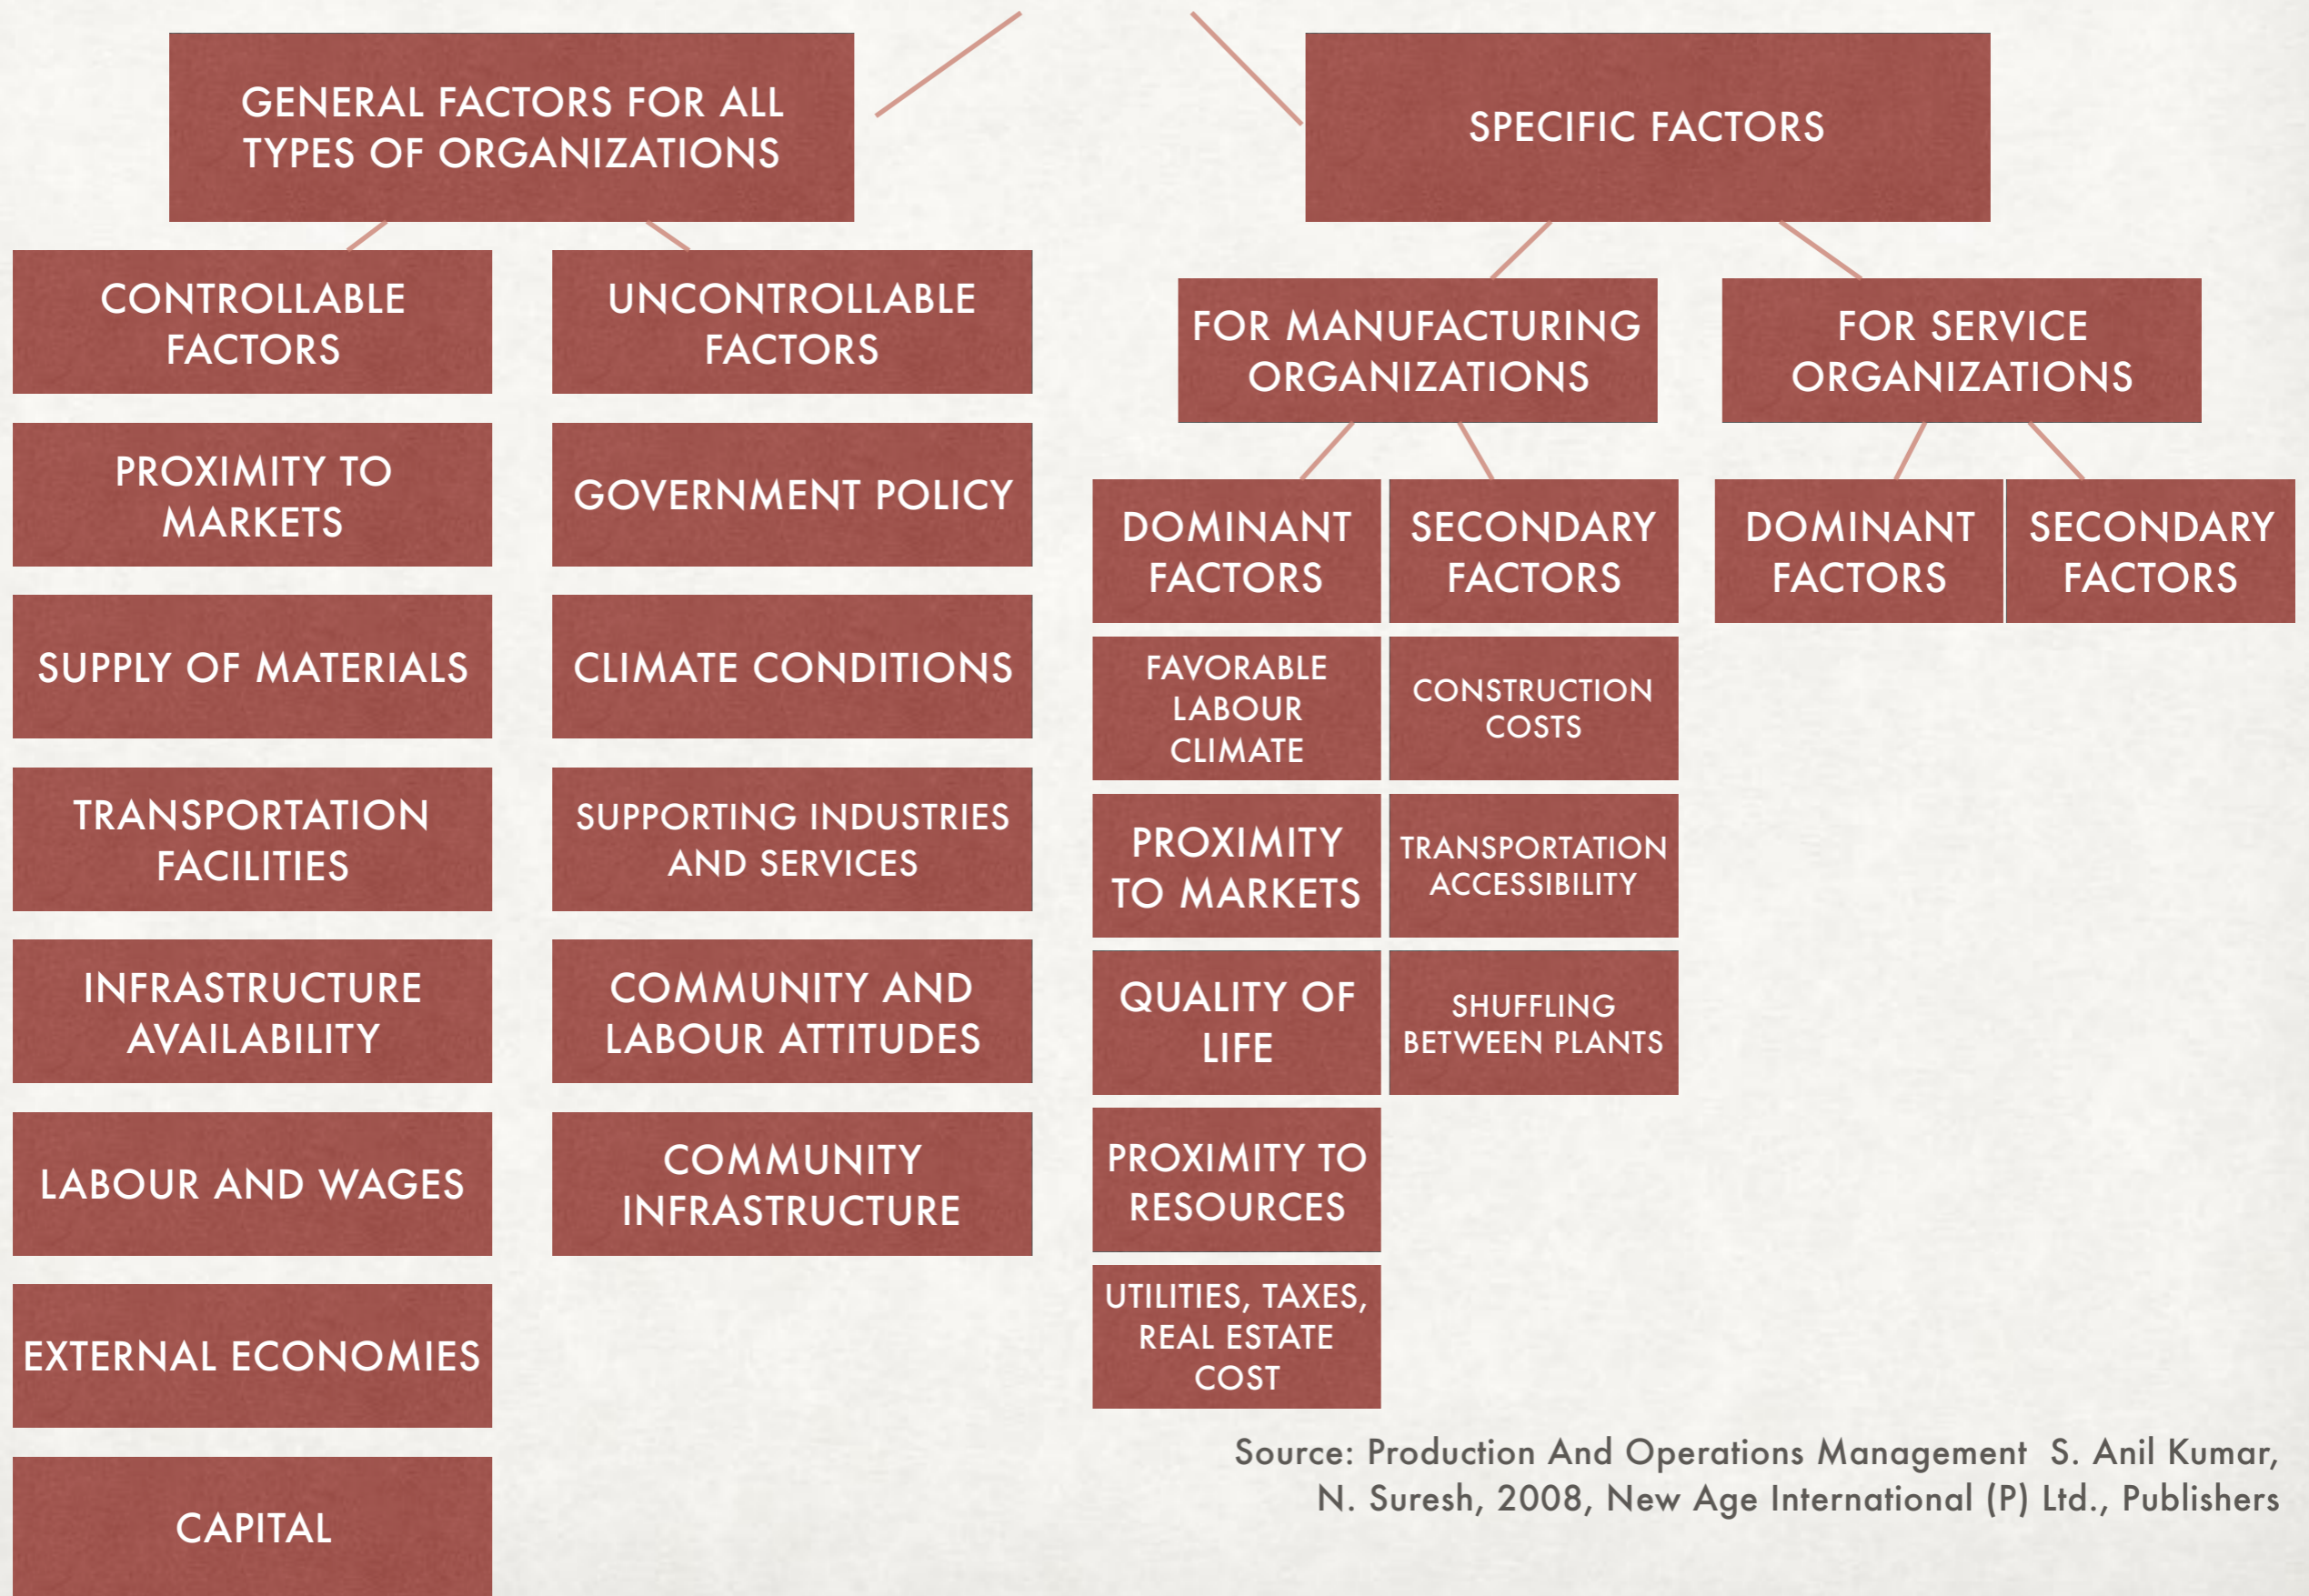 GENERAL FACTORS FOR ALL
TYPES OF ORGANIZATIONS
SPECIFIC FACTORS
CONTROLLABLE
FACTORS
UNCONTROLLABLE
FACTORS
FOR MANUFACTURING
ORGANIZATIONS
FOR SERVICE
ORGANIZATIONS
PROXIMITY TO
MARKETS
GOVERNMENT POLICY
DOMINANT
FACTORS
SECONDARY
FACTORS
DOMINANT
FACTORS
SECONDARY
FACTORS
SUPPLY OF MATERIALS
CLIMATE CONDITIONS
FAVORABLE
LABOUR
CLIMATE
CONSTRUCTION
COSTS
TRANSPORTATION
FACILITIES
SUPPORTING INDUSTRIES
AND SERVICES
PROXIMITY
TO MARKETS
TRANSPORTATION
ACCESSIBILITY
INFRASTRUCTURE
AVAILABILITY
COMMUNITY AND
LABOUR ATTITUDES
QUALITY OF
LIFE
SHUFFLING
BETWEEN PLANTS
LABOUR AND WAGES
COMMUNITY
INFRASTRUCTURE
PROXIMITY TO
RESOURCES
EXTERNAL ECONOMIES
UTILITIES, TAXES,
REAL ESTATE
COST
CAPITAL
Source: Production And Operations Management  S. Anil Kumar,
N. Suresh, 2008, New Age International (P) Ltd., Publishers